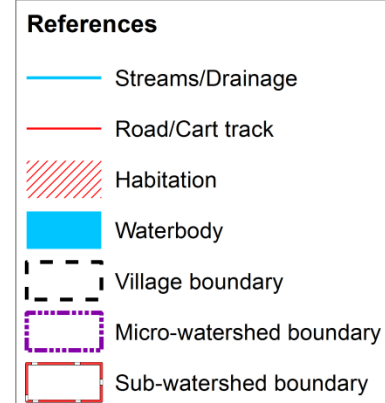 References
Streams/Drainage
Road/Cart track
Habitation
Waterbody
Village boundary
Micro-watershed boundary
Sub-watershed boundary